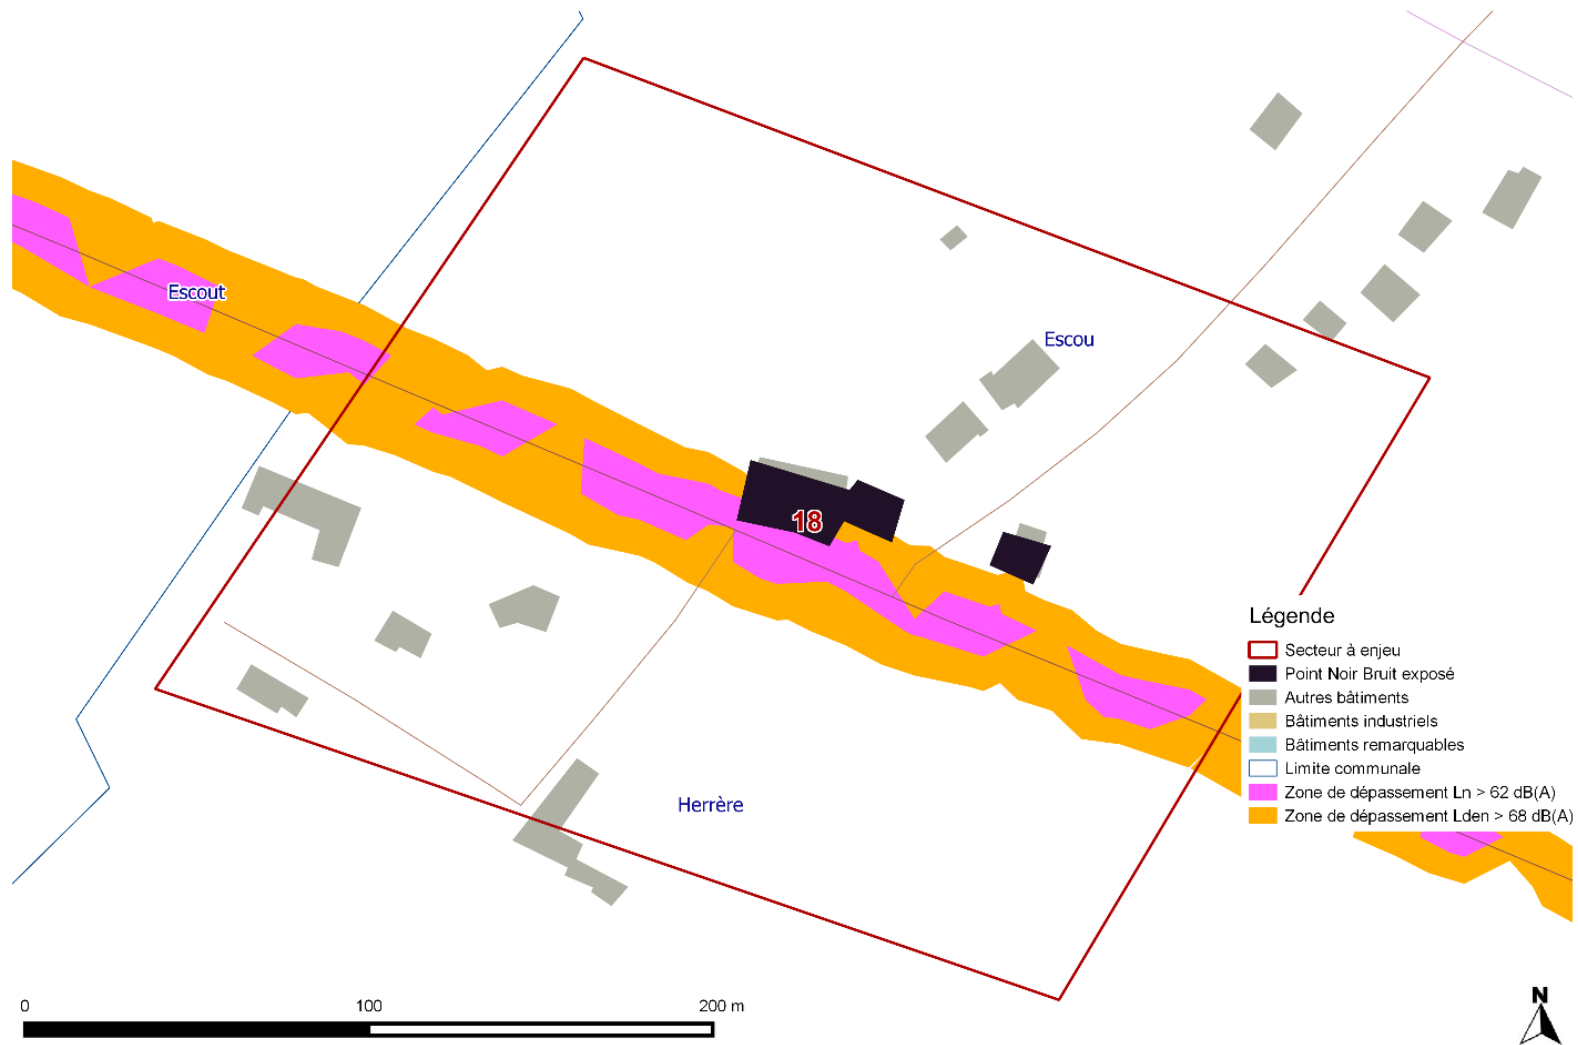 Escout
Escou
18
Herrère
Légende
Secteur à enjeu
Point Noir Bruit exposé
Autres bâtiments
Bâtiments industriels
Bâtiments remarquables
Limite communale
Zone de dépassement Ln > 62 dB(A)
Zone de dépassement Lden > 68 dB(A)
0 100 200 m
N